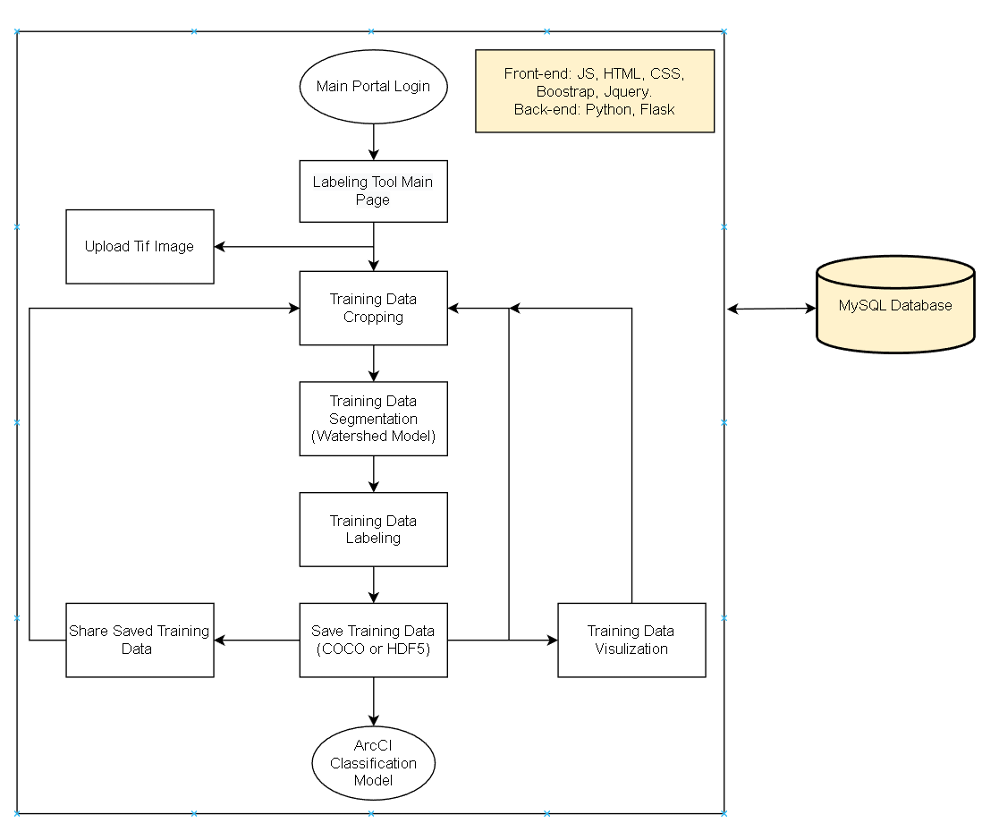 Main Portal Login
Front-end: JS, HTML, CSS,
Boostrap, Jquery.
Back-end: Python, Flask
Labeling Tool Main
Page
Upload Tif Image
Training Data
Cropping
MySQL Database
Training Data
Segmentation
(Watershed Model)
Training Data
Labeling
Share Saved Training
Data
Save Training Data
(COCO or HDF5)
Training Data
Visulization
ArcCI
Classification
Model